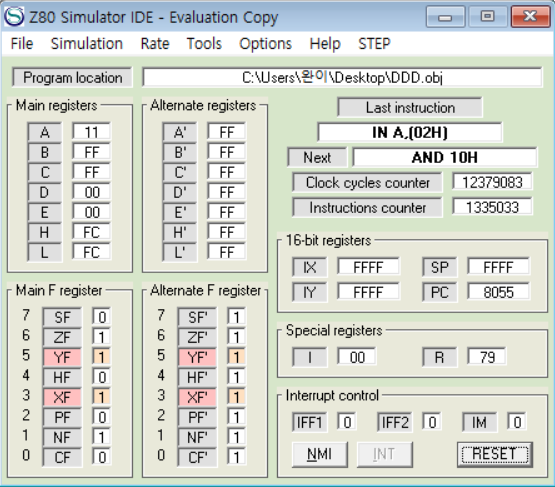 Z80 Simulator IDE - Evaluation Copy
File Simulation Rate Tools Options Help STEP
Program location C:\Users\완이\Desktop\DDD.obj
Main registers
A 11
B FF
C FF
D 00
E 00
H FC
L FC
Alternate registers
A' FF
B' FF
C' FF
D' FF
E' FF
H' FF
L' FF
Last instruction
IN A,(02H)
Next AND 10H
Clock cycles counter 12379083
Instructions counter 1335033
16-bit registers
IX FFFF SP FFFF
IY FFFF PC 8055
Main F register
7 SF 0
6 ZF 1
5 YF 1
4 HF 0
3 XF 1
2 PF 0
1 NF 1
0 CF 0
Alternate F register
7 SF' 1
6 ZF' 1
5 YF' 1
4 HF' 1
3 XF' 1
2 PF' 1
1 NF' 1
0 CF' 1
Special registers
I 00 R 79
Interrupt control
IFF1 0 IFF2 0 IM 0
NMI INT RESET